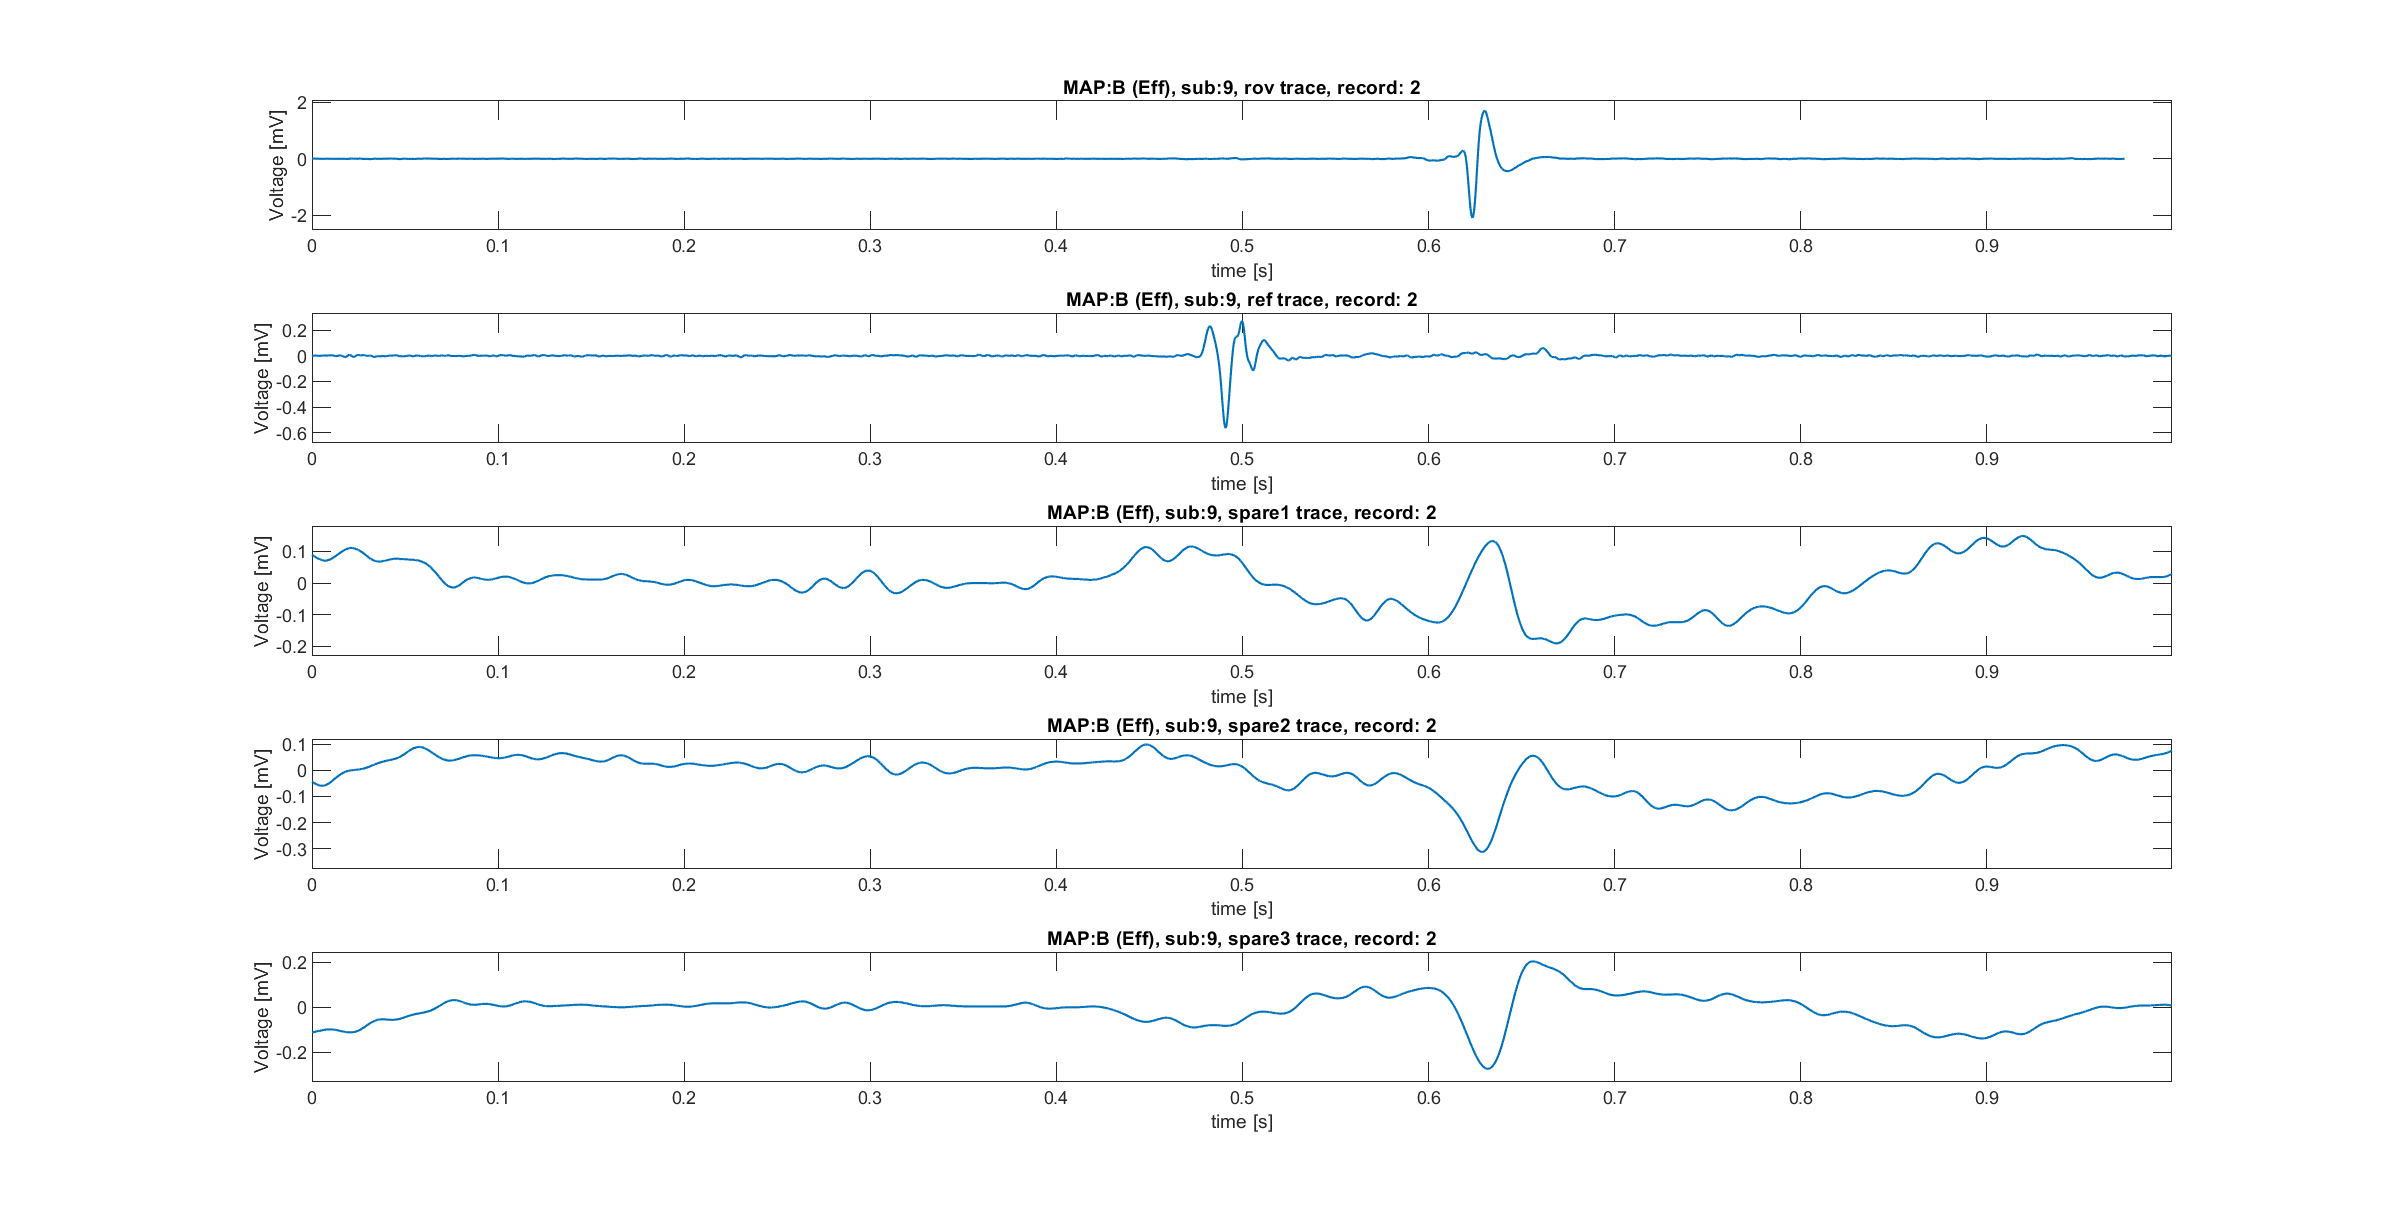 MAP:B (Eff), sub:9, rov trace, record: 2
Voltage [mV]
2
0
-2
0 0.1 0.2 0.3 0.4 0.5 0.6 0.7 0.8 0.9
time [s]
MAP:B (Eff), sub:9, ref trace, record: 2
Voltage [mV]
0.2
0
-0.2
-0.4
-0.6
0 0.1 0.2 0.3 0.4 0.5 0.6 0.7 0.8 0.9
time [s]
MAP:B (Eff), sub:9, spare1 trace, record: 2
Voltage [mV]
0.1
0
-0.1
-0.2
0 0.1 0.2 0.3 0.4 0.5 0.6 0.7 0.8 0.9
time [s]
MAP:B (Eff), sub:9, spare2 trace, record: 2
Voltage [mV]
0.1
0
-0.1
-0.2
-0.3
0 0.1 0.2 0.3 0.4 0.5 0.6 0.7 0.8 0.9
time [s]
MAP:B (Eff), sub:9, spare3 trace, record: 2
Voltage [mV]
0.2
0
-0.2
0 0.1 0.2 0.3 0.4 0.5 0.6 0.7 0.8 0.9
time [s]